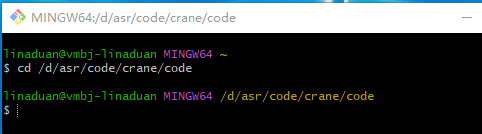 MINGW64:/d/asr/code/crane/code
linaduan@vmbj-linaduan MINGW64 ~
$ cd /d/asr/code/crane/code
linaduan@vmbj-linaduan MINGW64 /d/asr/code/crane/code
$